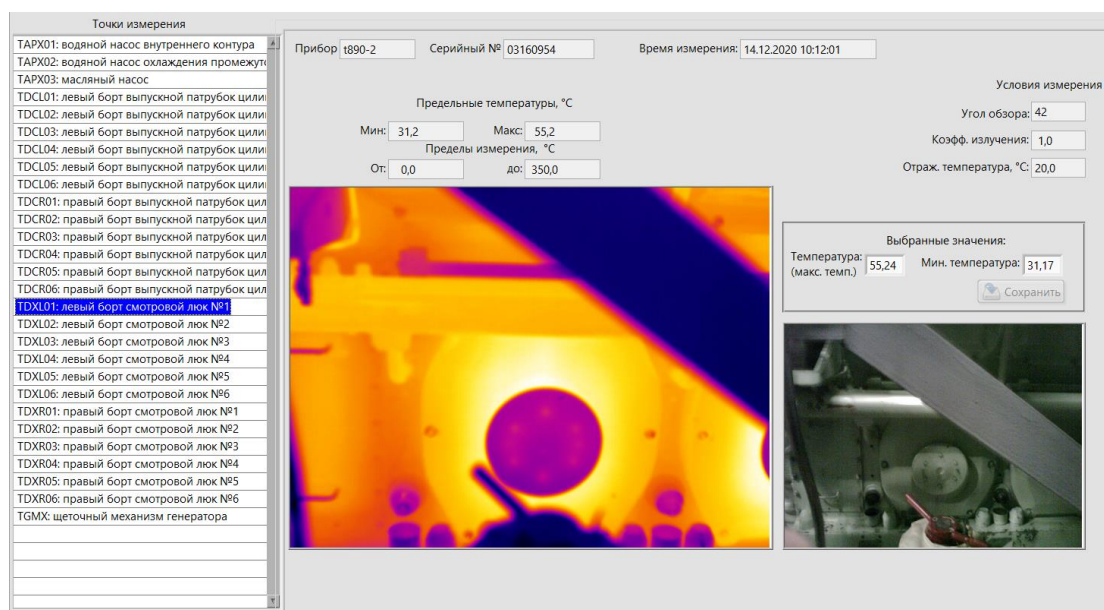 Точки измерения
TAPX01: водяной насос внутреннего контура
TAPX02: водяной насос охлаждения промежут
TAPX03: масляный насос
TDCL01: левый борт выпускной патрубок цили
TDCL02: левый борт выпускной патрубок цили
TDCL03: левый борт выпускной патрубок цили
TDCL04: левый борт выпускной патрубок цили
TDCL05: левый борт выпускной патрубок цили
TDCL06: левый борт выпускной патрубок цили
TDCR01: правый борт выпускной патрубок цил
TDCR02: правый борт выпускной патрубок цил
TDCR03: правый борт выпускной патрубок цил
TDCR04: правый борт выпускной патрубок цил
TDCR05: правый борт выпускной патрубок цил
TDCR06: правый борт выпускной патрубок цил
TDXL01: левый борт смотровой люк №1
TDXL02: левый борт смотровой люк №2
TDXL03: левый борт смотровой люк №3
TDXL04: левый борт смотровой люк №4
TDXL05: левый борт смотровой люк №5
TDXL06: левый борт смотровой люк №6
TDXR01: правый борт смотровой люк №1
TDXR02: правый борт смотровой люк №2
TDXR03: правый борт смотровой люк №3
TDXR04: правый борт смотровой люк №4
TDXR05: правый борт смотровой люк №5
TDXR06: правый борт смотровой люк №6
TGMX: щеточный механизм генератора
Прибор t890-2 Серийный № 03160954 Время измерения: 14.12.2020 10:12:01
Предельные температуры, °C
Мин: 31,2 Макс: 55,2
Пределы измерения, °C
От: 0,0 до: 350,0
Условия измерения
Угол обзора: 42
Коэфф. излучения: 1,0
Отраж. температура, °C: 20,0
Выбранные значения:
Температура: 55,24 Мин. температура: 31,17
(макс. темп.)
Сохранить